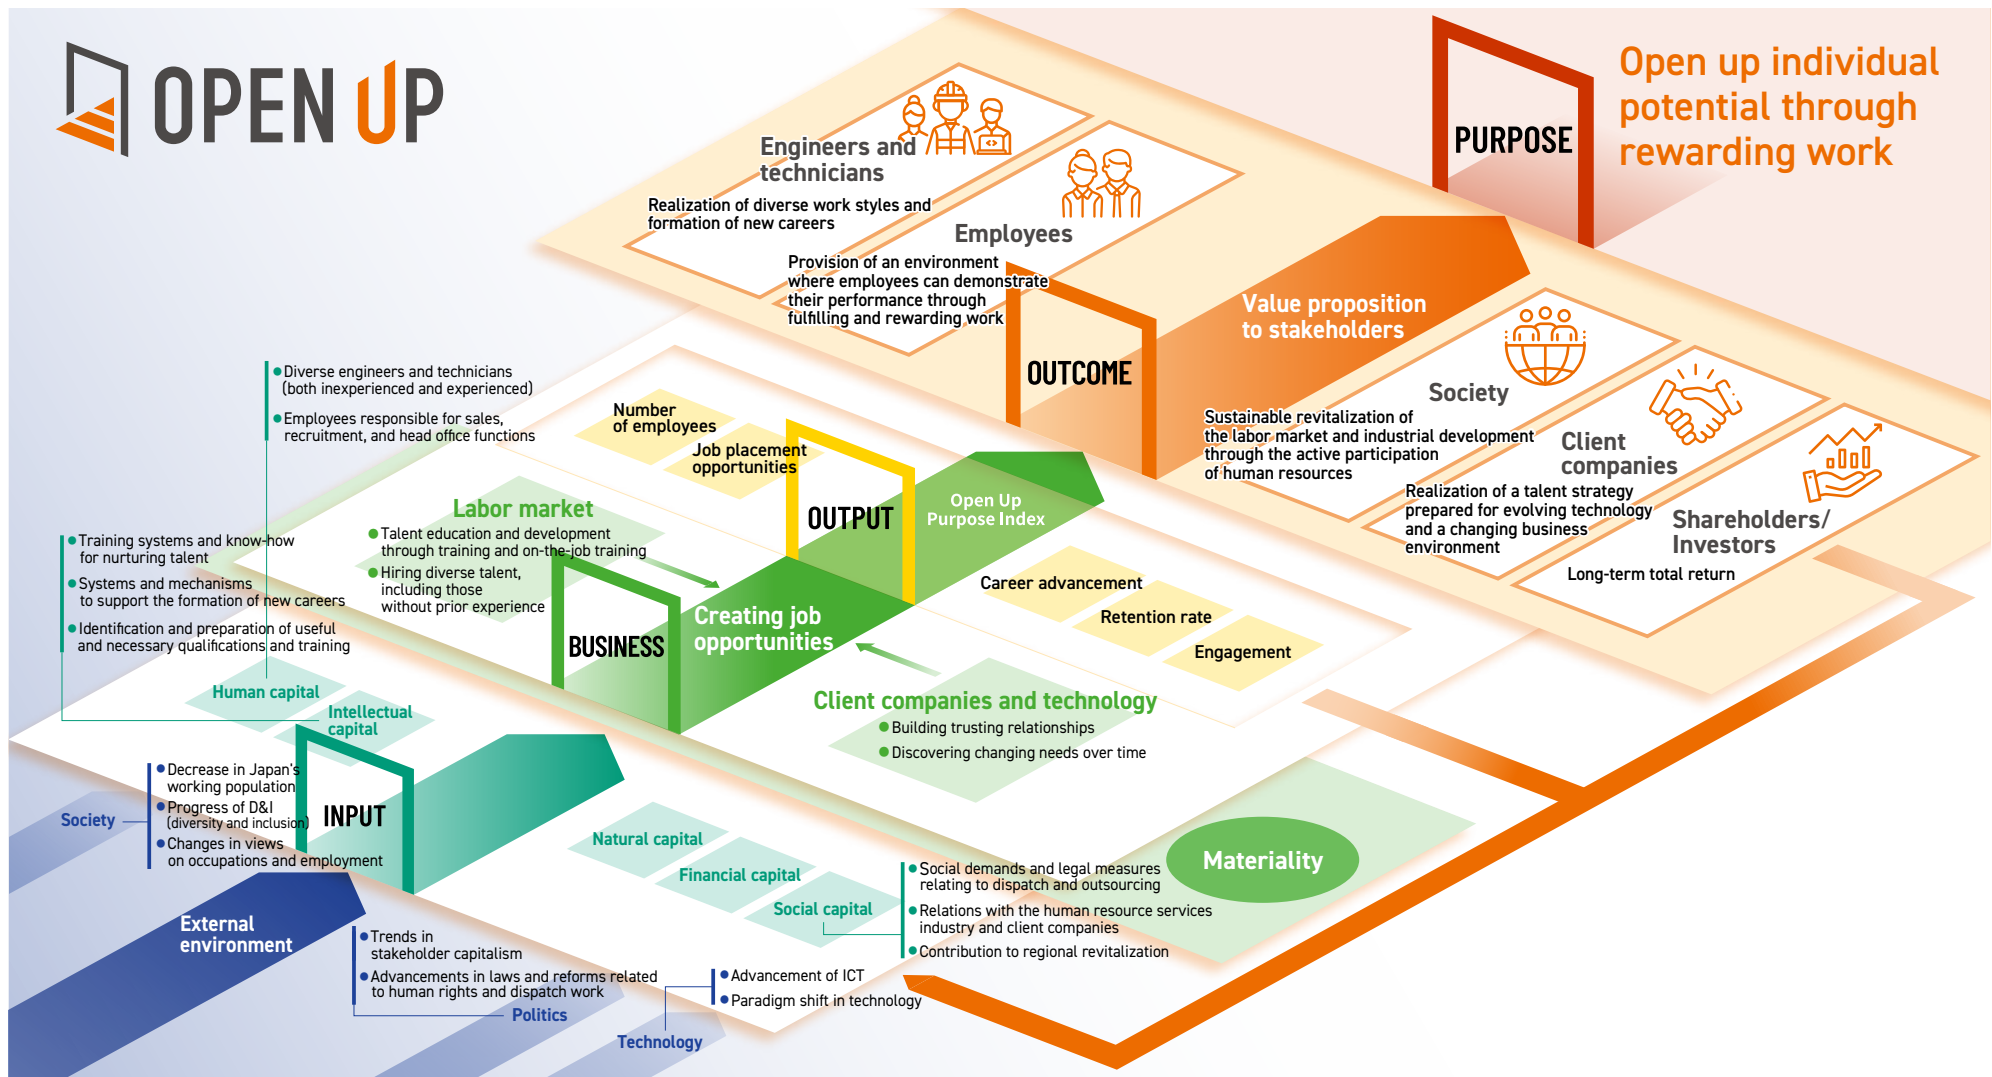 OPEN UP
PURPOSE
Open up individual
potential through
rewarding work
Engineers and
technicians
Realization of diverse work styles and
formation of new careers
Employees
Provision of an environment
where employees can demonstrate
their performance through
fulfilling and rewarding work
OUTCOME
Value proposition
to stakeholders
Society
Sustainable revitalization of
the labor market and industrial development
through the active participation
of human resources
Client
companies
Realization of a talent strategy
prepared for evolving technology
and a changing business
environment
Shareholders/
Investors
Long-term total return
● Diverse engineers and technicians
(both inexperienced and experienced)
● Employees responsible for sales,
recruitment, and head office functions
Number
of employees
Job placement
opportunities
OUTPUT
Open Up
Purpose Index
Career advancement
Retention rate
Engagement
Labor market
● Talent education and development
through training and on-the-job training
● Hiring diverse talent,
including those
without prior experience
BUSINESS
Creating job
opportunities
Client companies and technology
● Building trusting relationships
● Discovering changing needs over time
● Training systems and know-how
for nurturing talent
● Systems and mechanisms
to support the formation of new careers
● Identification and preparation of useful
and necessary qualifications and training
Human capital
Intellectual
capital
INPUT
Natural capital
Financial capital
Social capital
● Social demands and legal measures
relating to dispatch and outsourcing
● Relations with the human resource services
industry and client companies
● Contribution to regional revitalization
Materiality
Society
● Decrease in Japan's
working population
● Progress of D&I
(diversity and inclusion)
● Changes in views
on occupations and employment
External
environment
● Trends in
stakeholder capitalism
● Advancements in laws and reforms related
to human rights and dispatch work
Politics
● Advancement of ICT
● Paradigm shift in technology
Technology